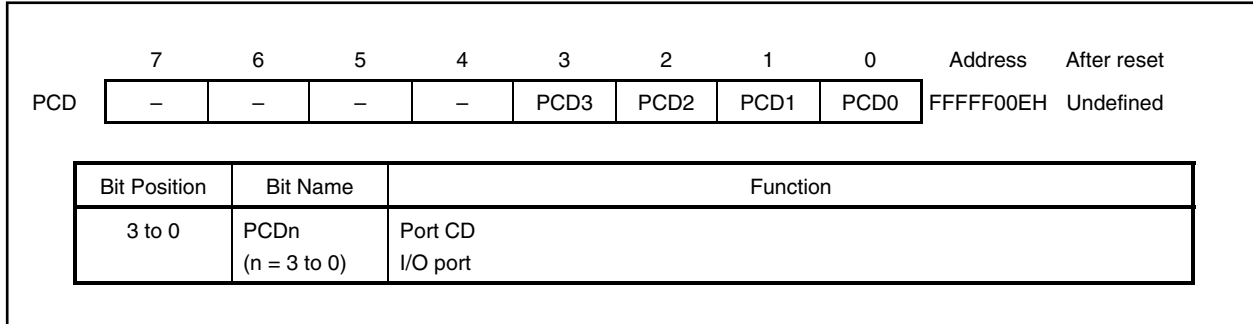 7 6 5 4 3 2 1 0 Address After reset
PCD – – – – PCD3 PCD2 PCD1 PCD0 FFFFF00EH Undefined
Bit Position Bit Name Function
3 to 0 PCDn Port CD
(n = 3 to 0) I/O port